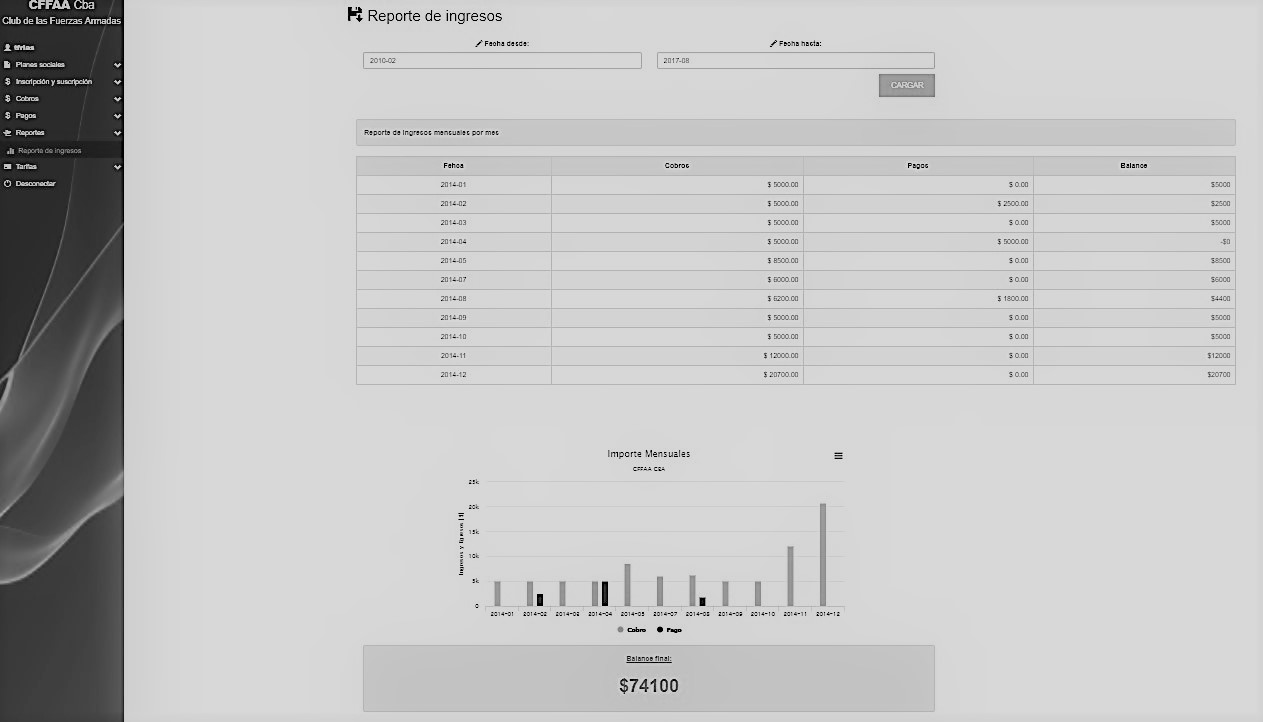 CFFAA Cba
Club de las Fuerzas Armadas
Planes sociales
Inscripción y suscripción
Cobros
Pagos
Reportes
Reporte de ingresos
Tarifas
Desconectar
Reporte de ingresos
Fecha desde:
Fecha hasta:
2010-02
2017-08
CARGAR
Reporte de ingresos mensuales por mes
Fehca Cobros Pagos Balance
2014-01 $ 5000.00 $ 0.00 $5000
2014-02 $ 5000.00 $ 2500.00 $2500
2014-03 $ 5000.00 $ 0.00 $5000
2014-04 $ 5000.00 $ 5000.00 -$0
2014-05 $ 8500.00 $ 0.00 $8500
2014-07 $ 6000.00 $ 0.00 $6000
2014-08 $ 6200.00 $ 1800.00 $4400
2014-09 $ 5000.00 $ 0.00 $5000
2014-10 $ 5000.00 $ 0.00 $5000
2014-11 $ 12000.00 $ 0.00 $12000
2014-12 $ 20700.00 $ 0.00 $20700
Importe Mensuales
CFFAA CBA
Ingresos y Egresos ($)
25k
20k
15k
10k
5k
0
2014-01 2014-02 2014-03 2014-04 2014-05 2014-07 2014-08 2014-09 2014-10 2014-11 2014-12
Cobro Pago
Balance final:
$74100